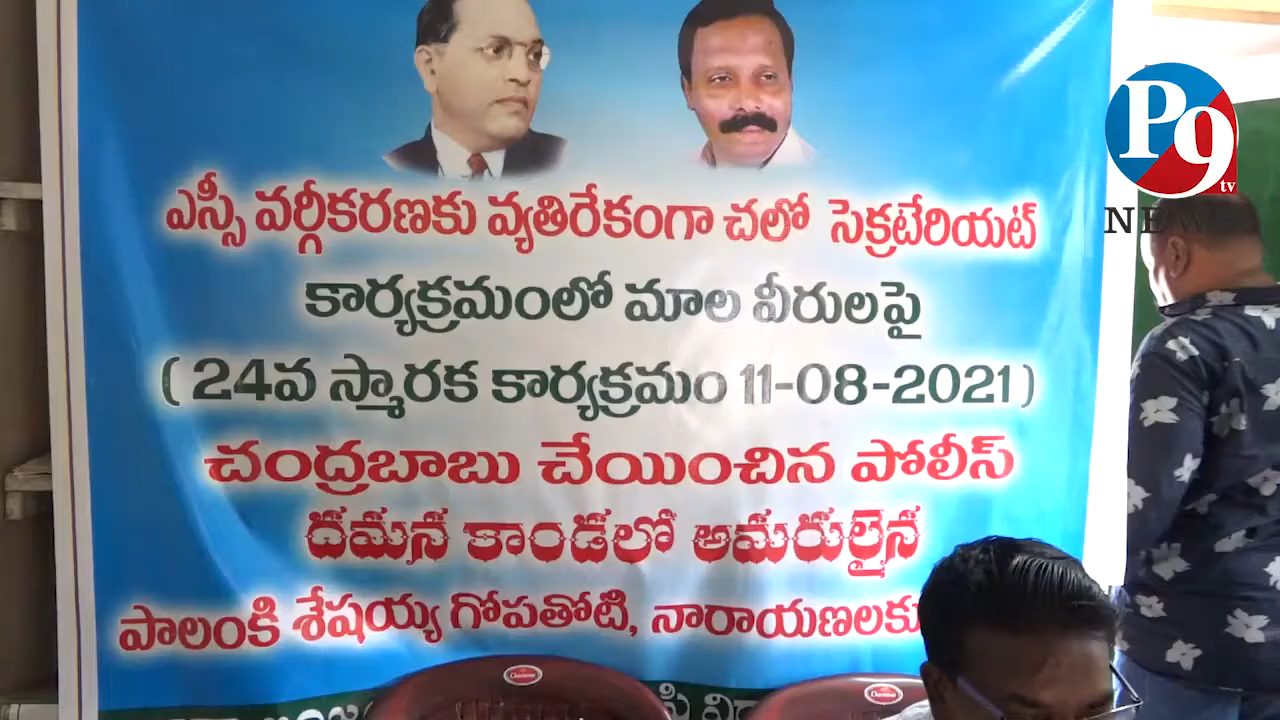 P9
tv
NEWS
ఎస్సీ వర్గీకరణకు వ్యతిరేకంగా చలో సెక్రటేరియట్
కార్యక్రమంలో మాల వీరులపై
( 24వ స్మారక కార్యక్రమం 11-08-2021 )
చంద్రబాబు చేయించిన పోలీస్
దమన కాండలో అమరులైన
పాలంకి శేషయ్య గోపతోటి, నారాయణలకు